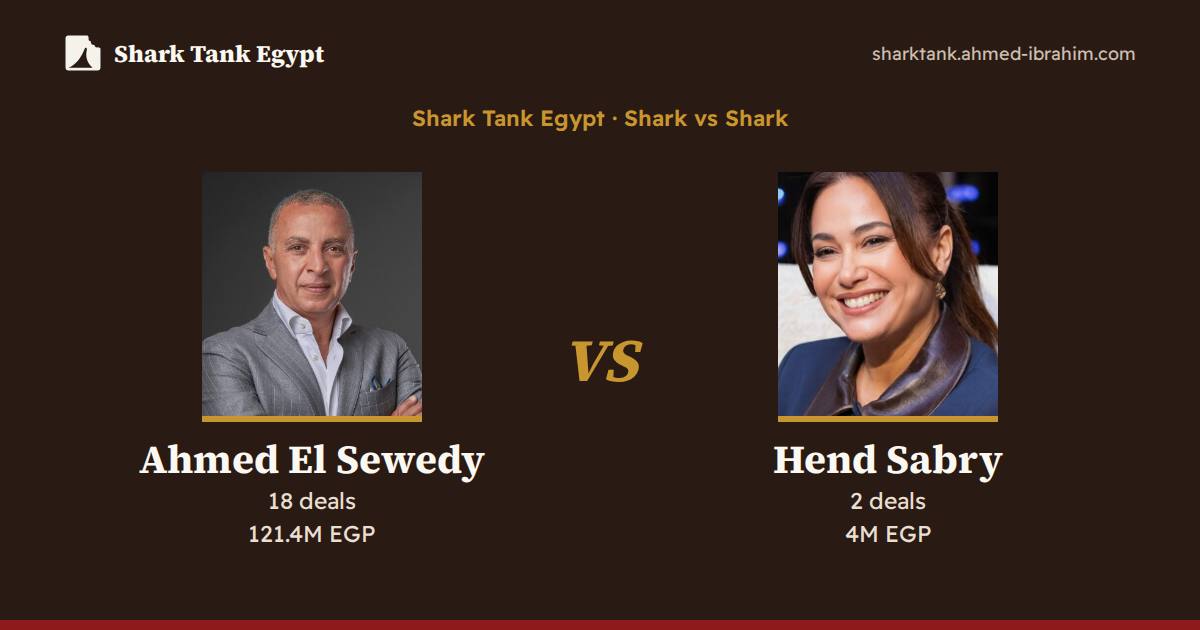 Shark Tank Egypt
sharktank.ahmed-ibrahim.com
Shark Tank Egypt · Shark vs Shark
VS
Ahmed El Sewedy
18 deals
121.4M EGP
Hend Sabry
2 deals
4M EGP